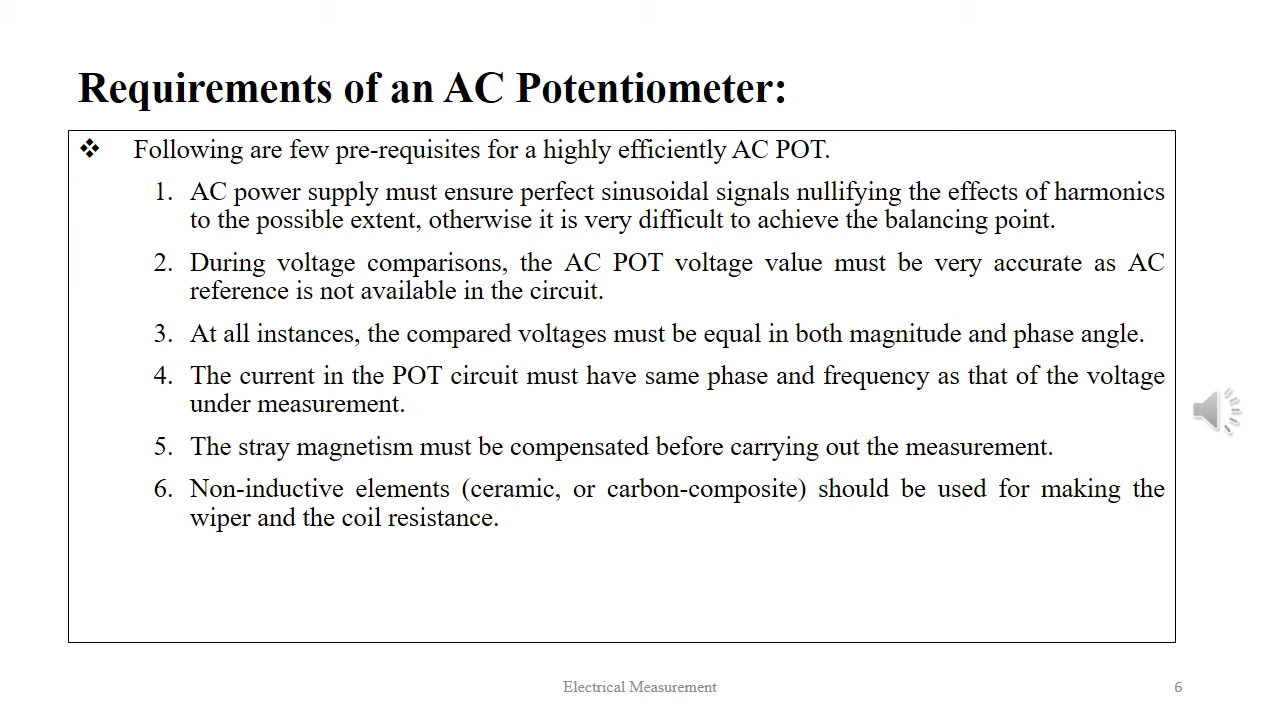 Requirements of an AC Potentiometer:
❖ Following are few pre-requisites for a highly efficiently AC POT.
1. AC power supply must ensure perfect sinusoidal signals nullifying the effects of harmonics
to the possible extent, otherwise it is very difficult to achieve the balancing point.
2. During voltage comparisons, the AC POT voltage value must be very accurate as AC
reference is not available in the circuit.
3. At all instances, the compared voltages must be equal in both magnitude and phase angle.
4. The current in the POT circuit must have same phase and frequency as that of the voltage
under measurement.
5. The stray magnetism must be compensated before carrying out the measurement.
6. Non-inductive elements (ceramic, or carbon-composite) should be used for making the
wiper and the coil resistance.
Electrical Measurement
6